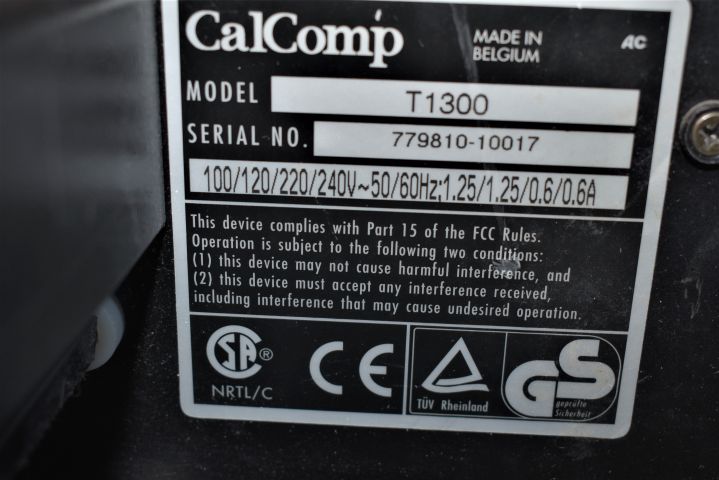 CalComp
MADE IN
BELGIUM
AC
MODEL T1300
SERIAL NO. 779810-10017
100/120/220/240V~50/60Hz;1.25/1.25/0.6/0.6A
This device complies with Part 15 of the FCC Rules.
Operation is subject to the following two conditions:
(1) this device may not cause harmful interference, and
(2) this device must accept any interference received,
including interference that may cause undesired operation.
SA ®
NRTL/C
CE
TÜV Rheinland
GS
geprüfte
Sicherheit